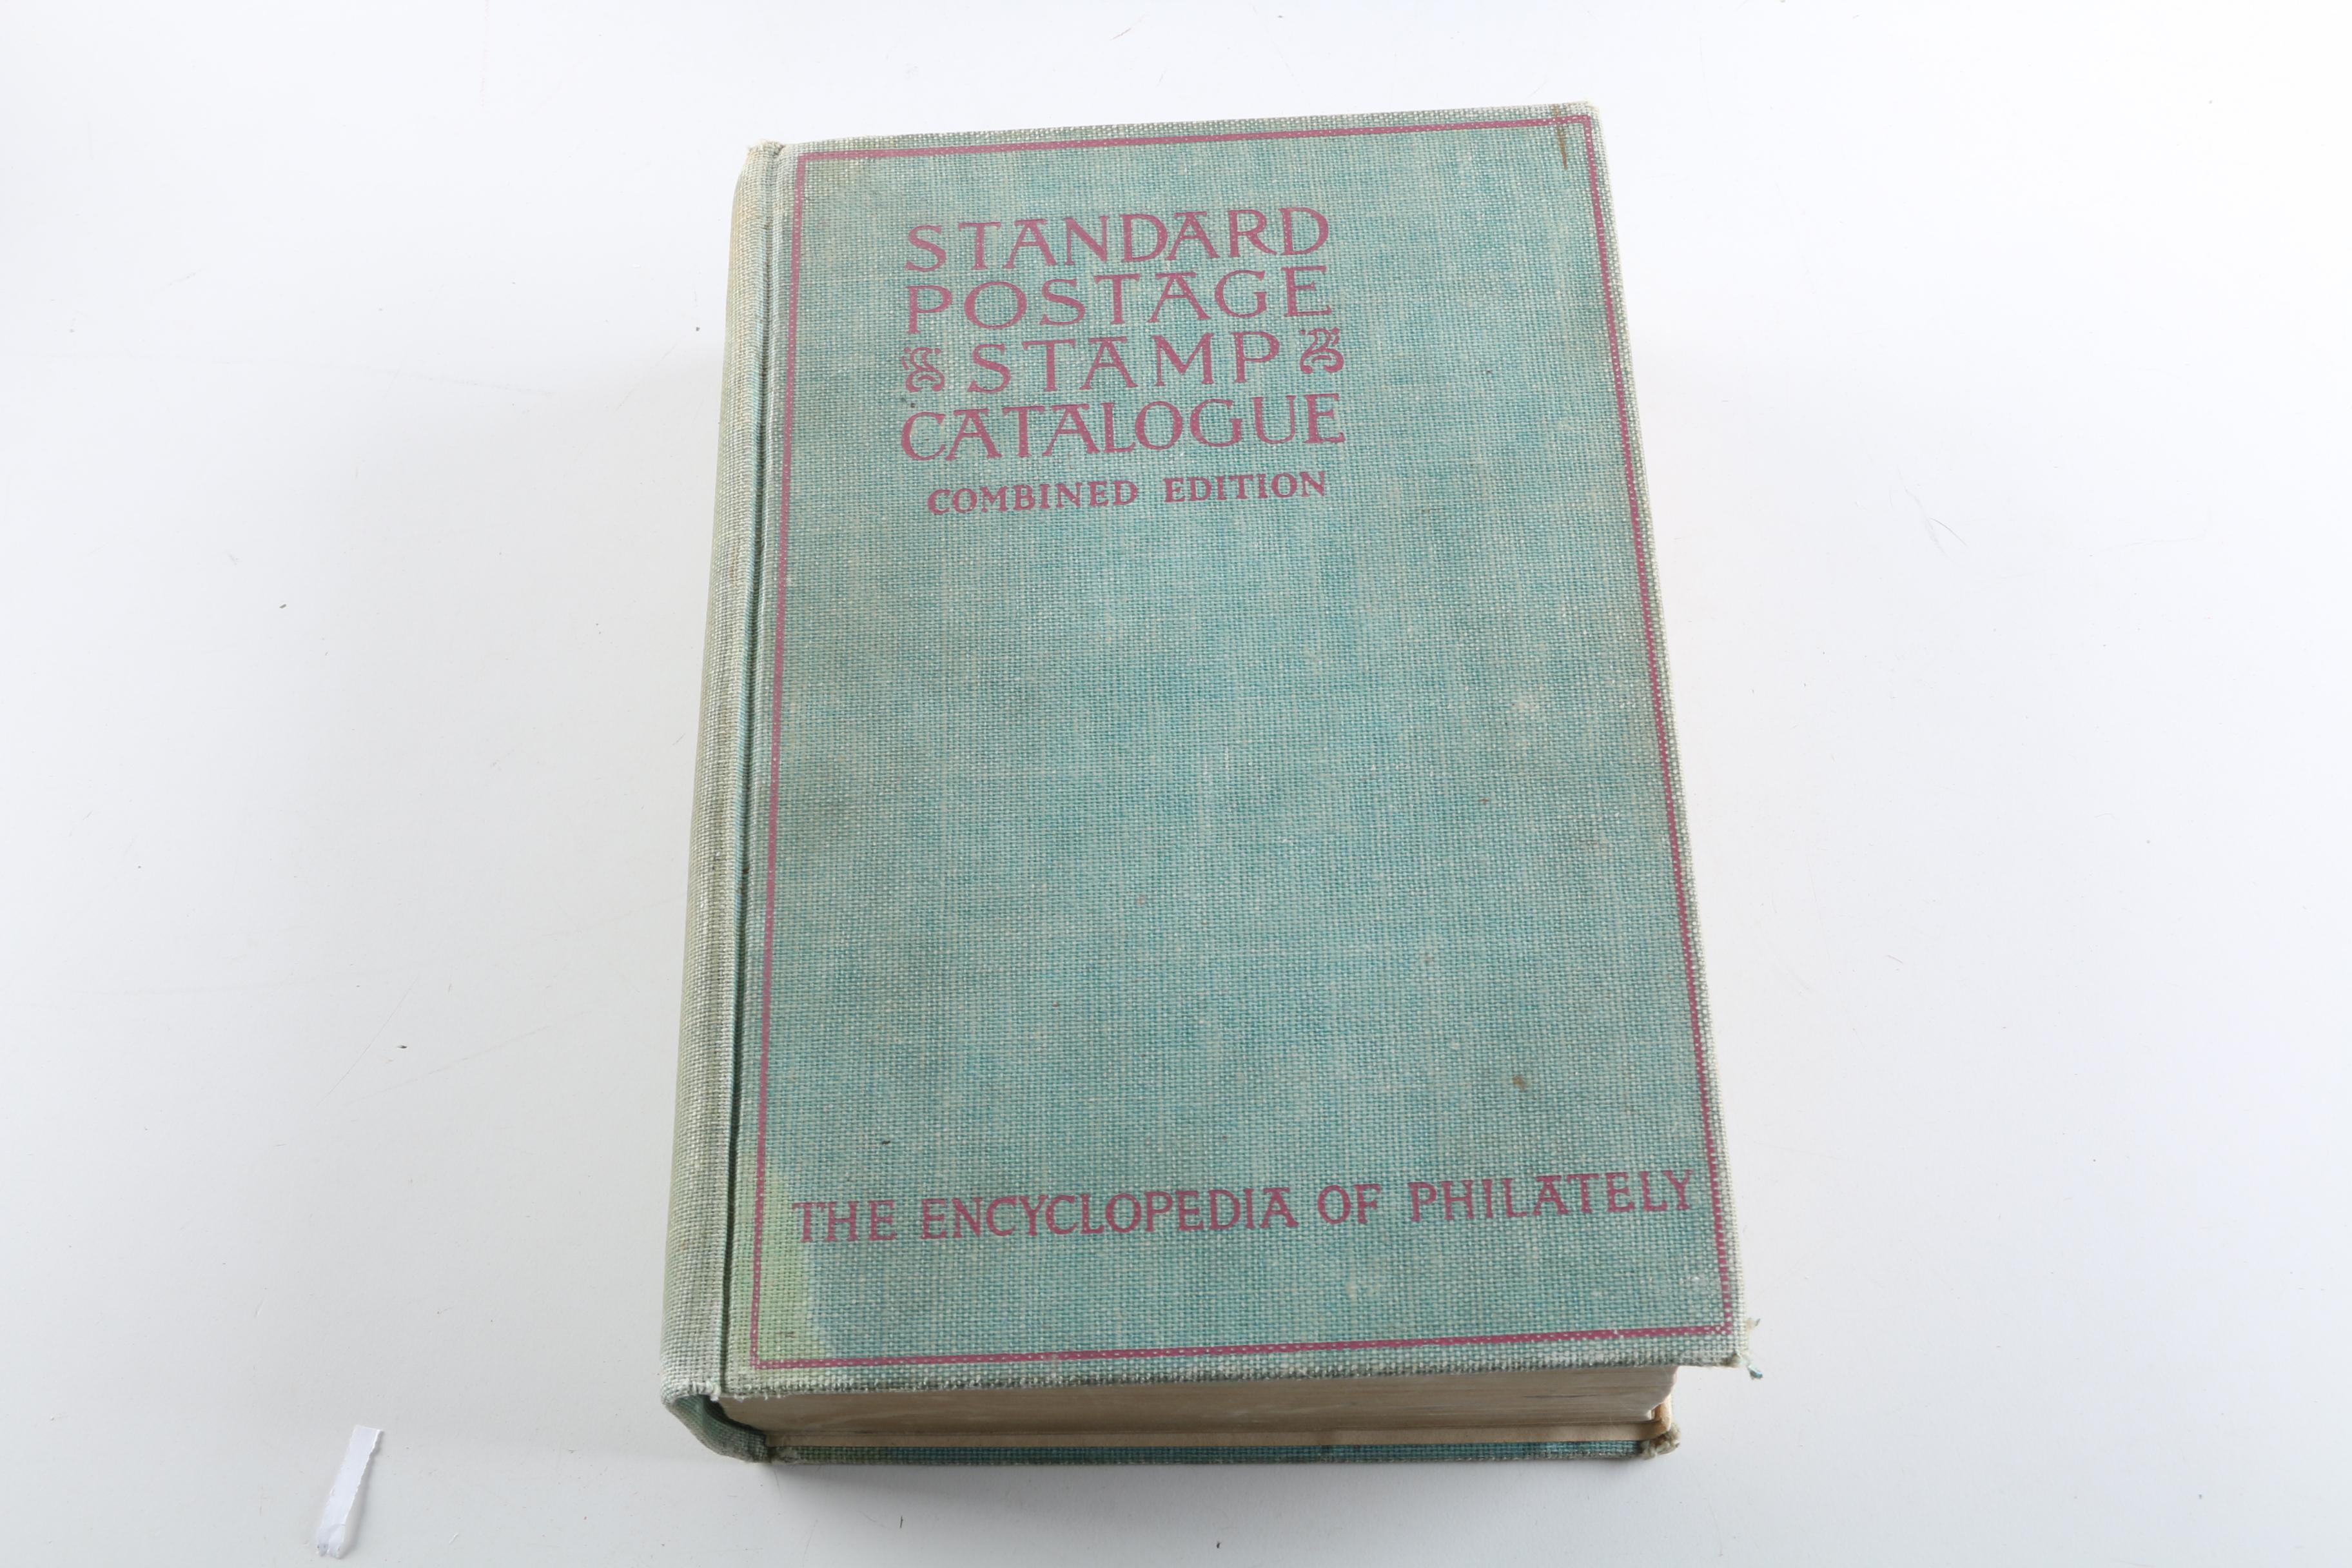 STANDARD
POSTAGE
STAMP
CATALOGUE
COMBINED EDITION
THE ENCYCLOPEDIA OF PHILATELY